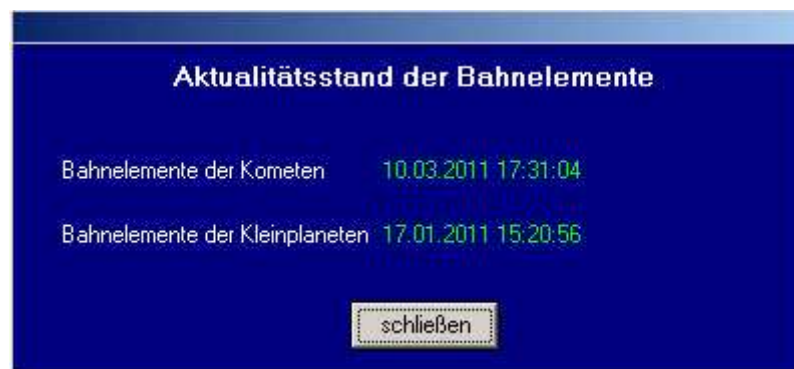 Aktualitätsstand der Bahnelemente
Bahnelemente der Kometen 10.03.2011 17:31:04
Bahnelemente der Kleinplaneten 17.01.2011 15:20:56
schließen